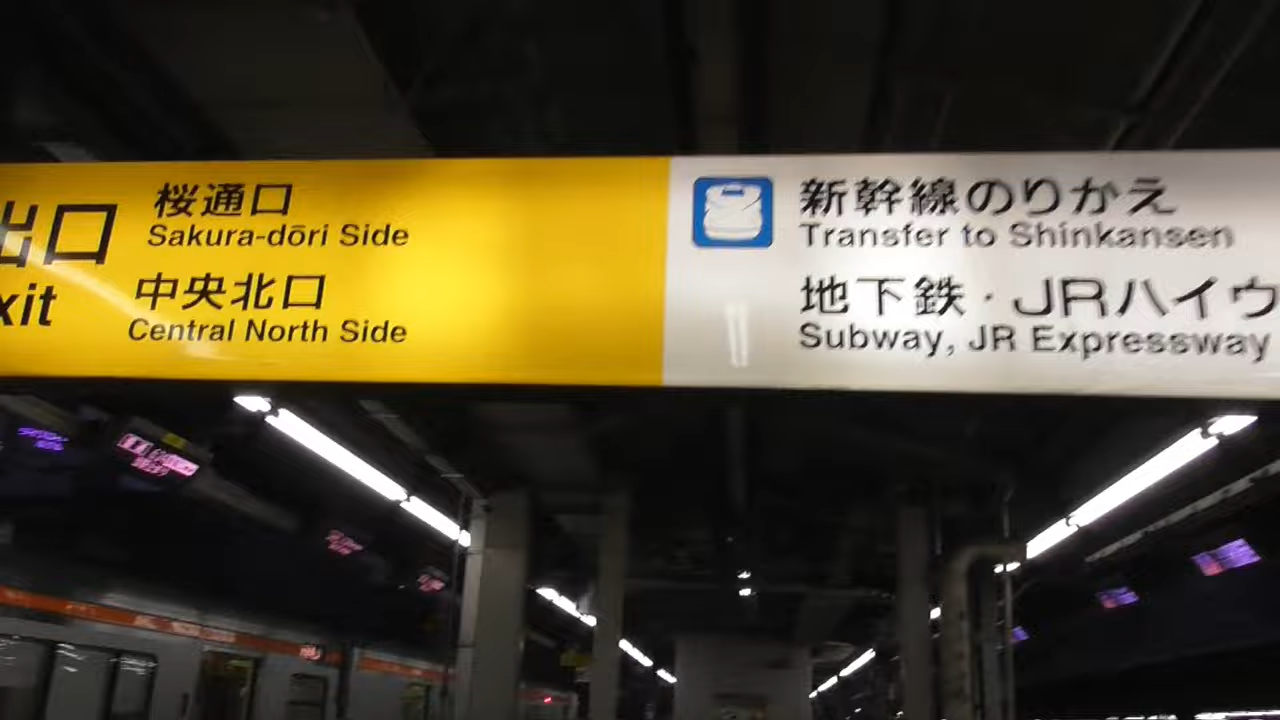 出口
桜通口
Sakura-dōri Side
xit
中央北口
Central North Side
新幹線のりかえ
Transfer to Shinkansen
地下鉄・JRハイウ
Subway, JR Expressway